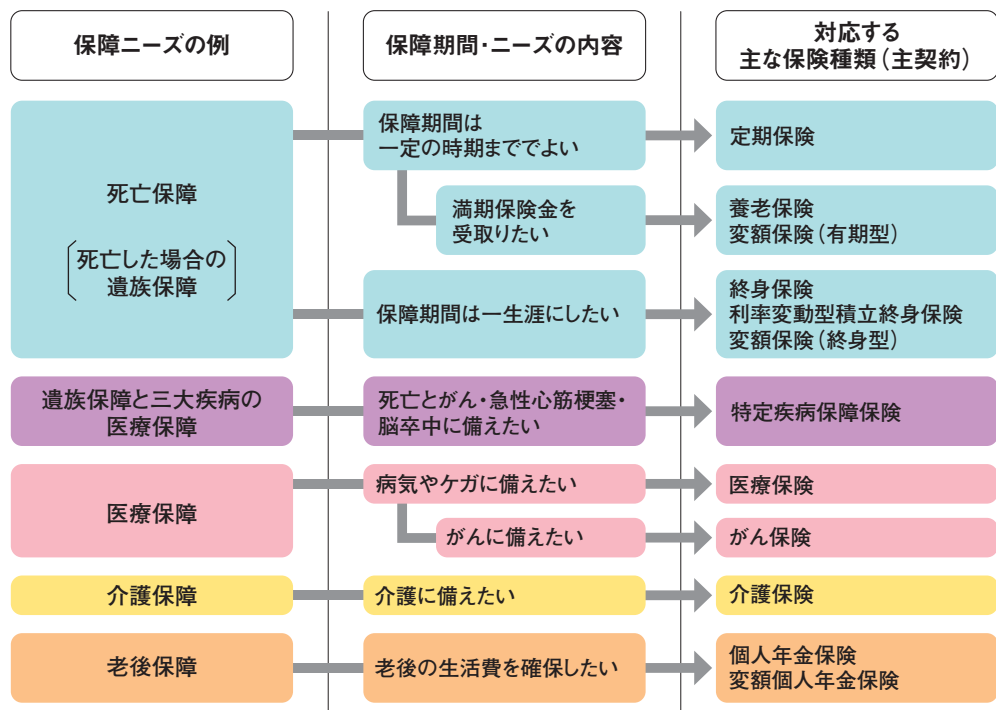 保障ニーズの例
保障期間・ニーズの内容
対応する
主な保険種類(主契約)
死亡保障
死亡した場合の
遺族保障
保障期間は
一定の時期まででよい
定期保険
満期保険金を
受取りたい
養老保険
変額保険(有期型)
保障期間は一生涯にしたい
終身保険
利率変動型積立終身保険
変額保険(終身型)
遺族保障と三大疾病の
医療保障
死亡とがん・急性心筋梗塞・
脳卒中に備えたい
特定疾病保障保険
医療保障
病気やケガに備えたい
医療保険
がんに備えたい
がん保険
介護保障
介護に備えたい
介護保険
老後保障
老後の生活費を確保したい
個人年金保険
変額個人年金保険